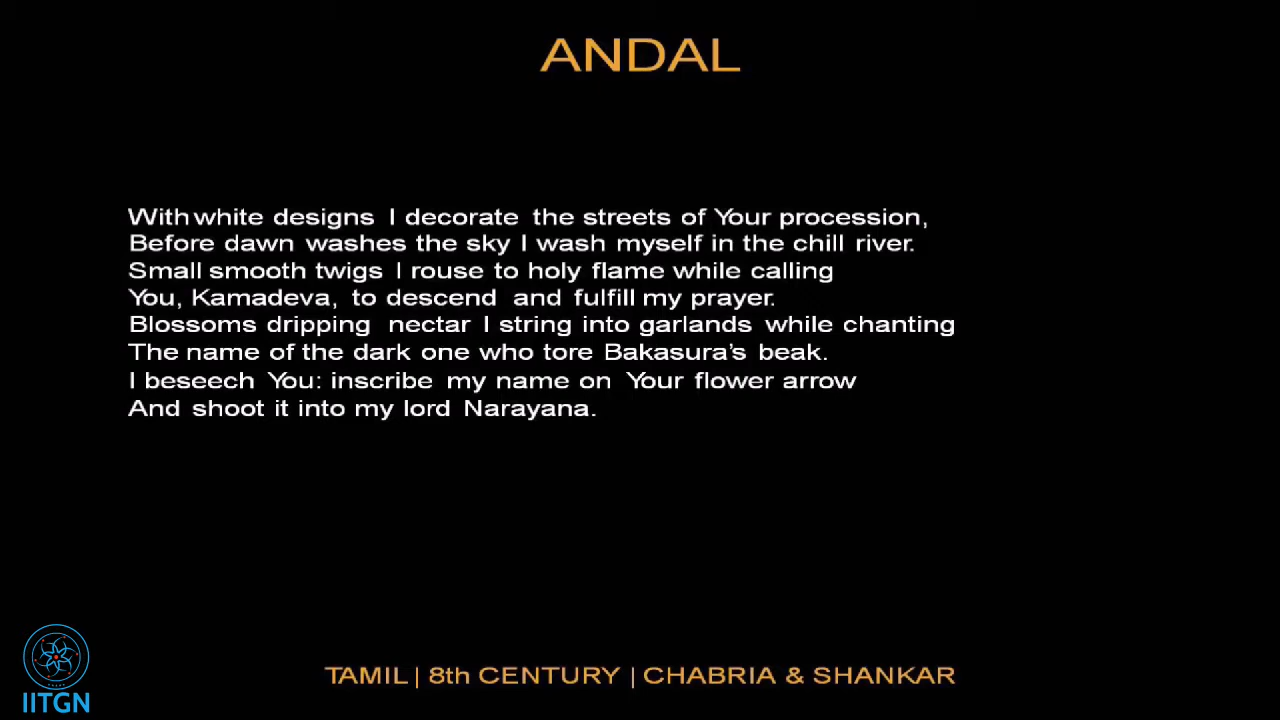 ANDAL
With white designs I decorate the streets of Your procession,
Before dawn washes the sky I wash myself in the chill river.
Small smooth twigs I rouse to holy flame while calling
You, Kamadeva, to descend and fulfill my prayer.
Blossoms dripping nectar I string into garlands while chanting
The name of the dark one who tore Bakasura's beak.
I beseech You: inscribe my name on Your flower arrow
And shoot it into my lord Narayana.
TAMIL | 8th CENTURY | CHABRIA & SHANKAR
IITGN